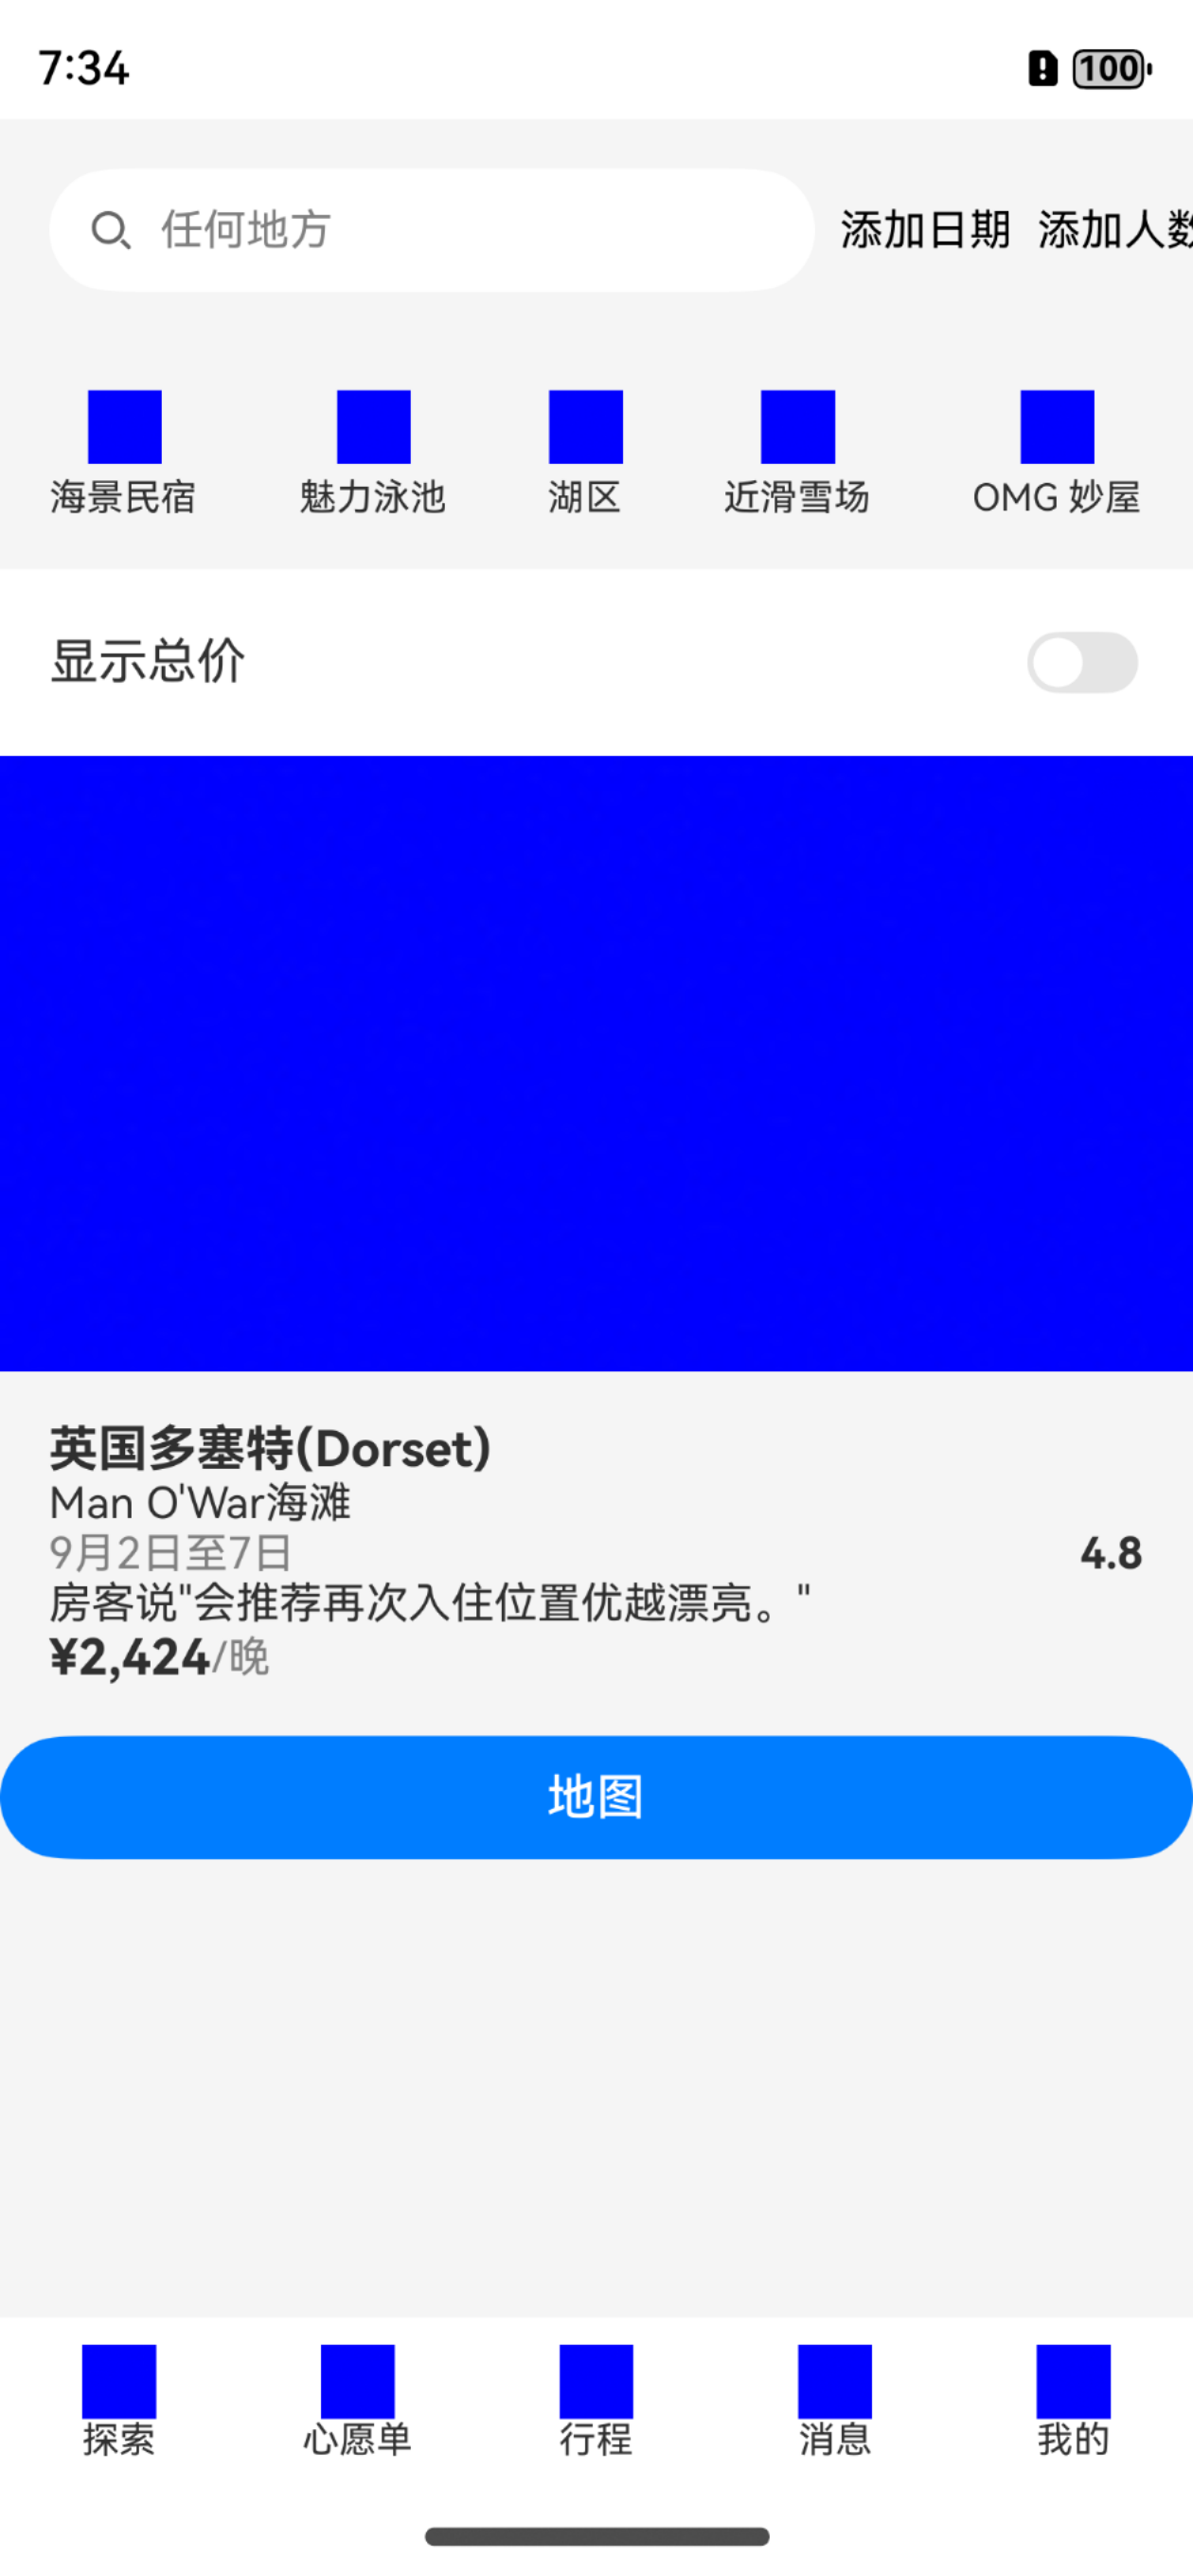 7:34
100
任何地方 添加日期 添加人数
海景民宿 魅力泳池 湖区 近滑雪场 OMG 妙屋
显示总价
英国多塞特(Dorset)
Man O'War海滩
9月2日至7日 4.8
房客说"会推荐再次入住位置优越漂亮。"
¥2,424/晚
地图
探索 心愿单 行程 消息 我的